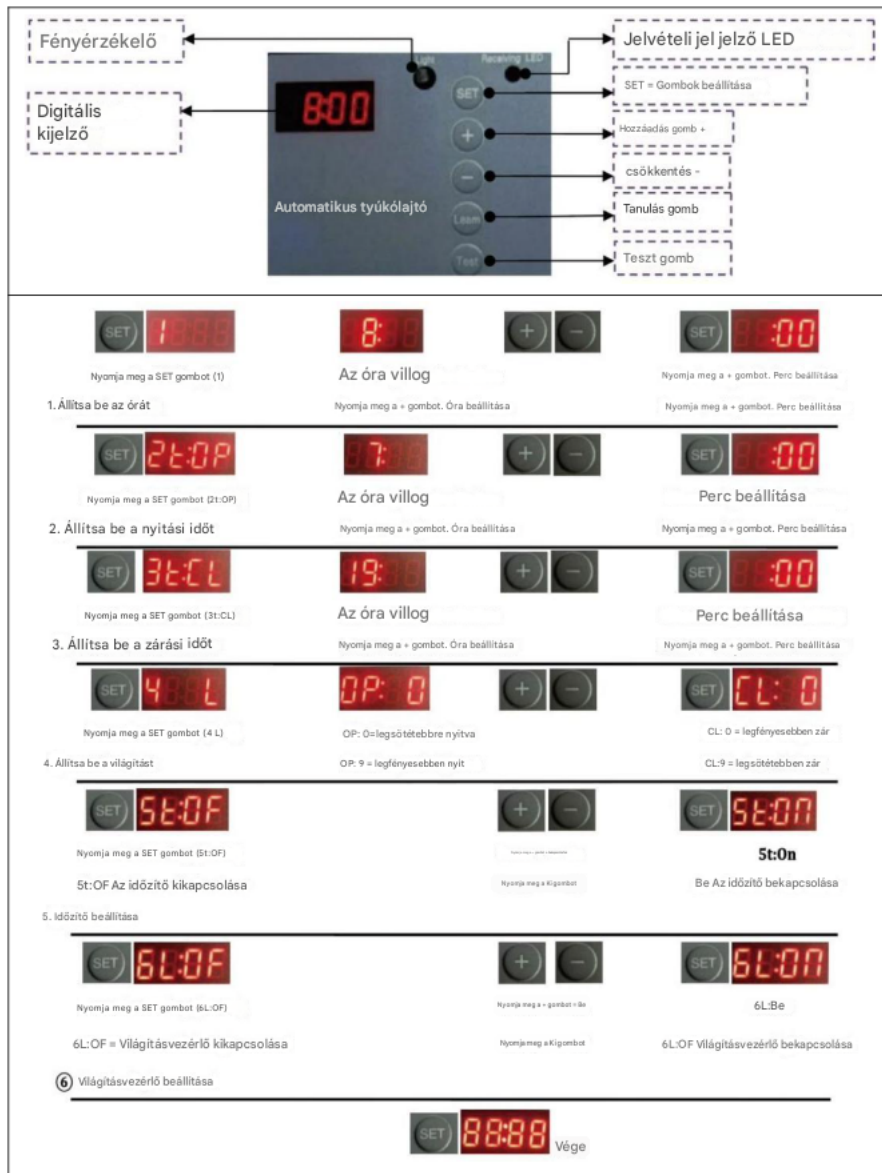 Fényérzékelő
Jelvételi jel jelző LED
Light
Receiving LED
SET = Gombok beállítása
SET
8:00
Digitális
kijelző
Hozzáadás gomb +
+
csökkentés -
-
Automatikus tyúkólajtó
Tanulás gomb
Learn
Teszt gomb
Test
SET 1 8: + - SET :00
Nyomja meg a SET gombot (1) Az óra villog Nyomja meg a + gombot. Perc beállítása
1. Állítsa be az órát Nyomja meg a + gombot. Óra beállítása Nyomja meg a + gombot. Perc beállítása
SET 2t:OP 7: + - SET :00
Nyomja meg a SET gombot (2t:OP) Az óra villog Perc beállítása
2. Állítsa be a nyitási időt Nyomja meg a + gombot. Óra beállítása Nyomja meg a + gombot. Perc beállítása
SET 3t:CL 19: + - SET :00
Nyomja meg a SET gombot (3t:CL) Az óra villog Perc beállítása
3. Állítsa be a zárási időt Nyomja meg a + gombot. Óra beállítása Nyomja meg a + gombot. Perc beállítása
SET 4 L OP: 0 + - SET CL: 0
Nyomja meg a SET gombot (4 L) OP: 0=legsötétebbre nyitva CL: 0 = legfényesebben zár
4. Állítsa be a világítást OP: 9 = legfényesebben nyit CL:9 = legsötétebben zár
SET 5t:OF + - SET 5t:On
Nyomja meg a SET gombot (5t:OF) 5t:On
5t:OF Az időzítő kikapcsolása Nyomja meg a Ki gombot Be Az időzítő bekapcsolása
5. Időzítő beállítása
SET 6L:OF + - SET 6L:On
Nyomja meg a SET gombot (6L:OF) Nyomja meg a + gombot = Be 6L:Be
6L:OF = Világításvezérlő kikapcsolása Nyomja meg a Ki gombot 6L:OF Világításvezérlő bekapcsolása
6 Világításvezérlő beállítása
SET 88:88 Vége